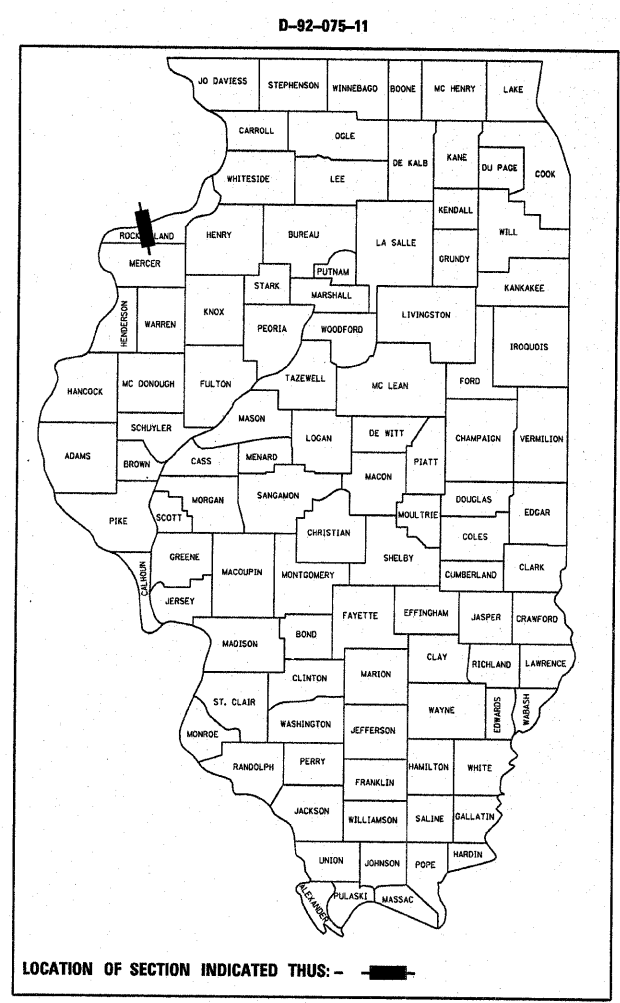 D-92-075-11
JO DAVIESS STEPHENSON WINNEBAGO BOONE MC HENRY LAKE
CARROLL OGLE
DE KALB KANE DU PAGE COOK
WHITESIDE LEE
KENDALL
ROCK LAND HENRY BUREAU LA SALLE WILL
GRUNDY
MERCER PUTNAM
STARK MARSHALL KANKAKEE
HENDERSON WARREN KNOX PEORIA WOODFORD LIVINGSTON
IROQUOIS
HANCOCK MC DONOUGH FULTON TAZEWELL MC LEAN FORD
MASON
SCHUYLER LOGAN DE WITT CHAMPAIGN VERMILION
ADAMS BROWN CASS MENARD PIATT
MACON
MORGAN SANGAMON DOUGLAS EDGAR
PIKE SCOTT MOULTRIE
CHRISTIAN COLES
GREENE MACOUPIN MONTGOMERY SHELBY CUMBERLAND CLARK
CALHOUN
JERSEY
FAYETTE EFFINGHAM JASPER CRAWFORD
MADISON BOND
CLAY RICHLAND LAWRENCE
CLINTON MARION
ST. CLAIR WAYNE EDWARDS WABASH
WASHINGTON JEFFERSON
MONROE
RANDOLPH PERRY HAMILTON WHITE
FRANKLIN
JACKSON WILLIAMSON SALINE GALLATIN
UNION JOHNSON POPE HARDIN
ALEXANDER PULASKI MASSAC
LOCATION OF SECTION INDICATED THUS: -